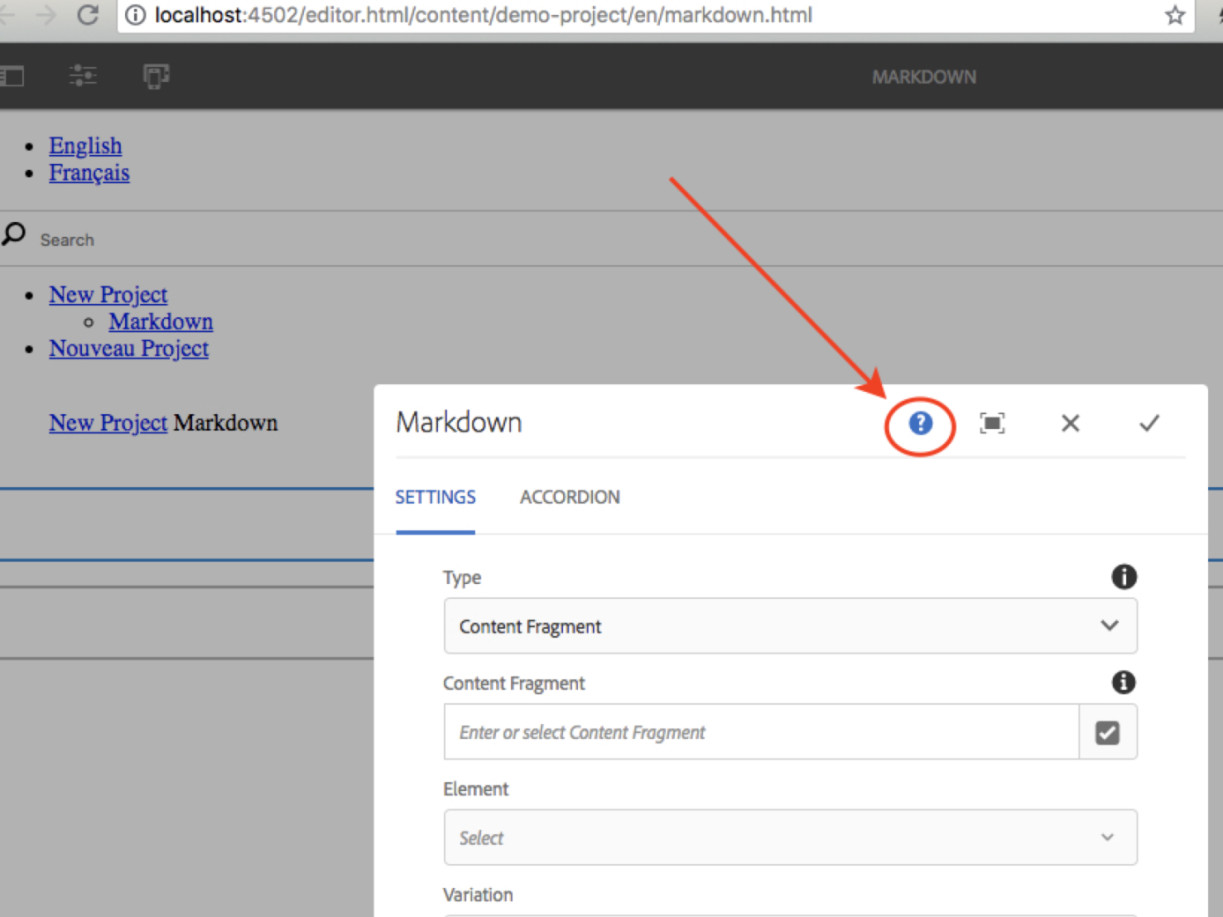 localhost:4502/editor.html/content/demo-project/en/markdown.html
MARKDOWN
English
Français
Search
New Project
Markdown
Nouveau Project
New Project Markdown
Markdown
SETTINGS ACCORDION
Type
Content Fragment
Content Fragment
Enter or select Content Fragment
Element
Select
Variation